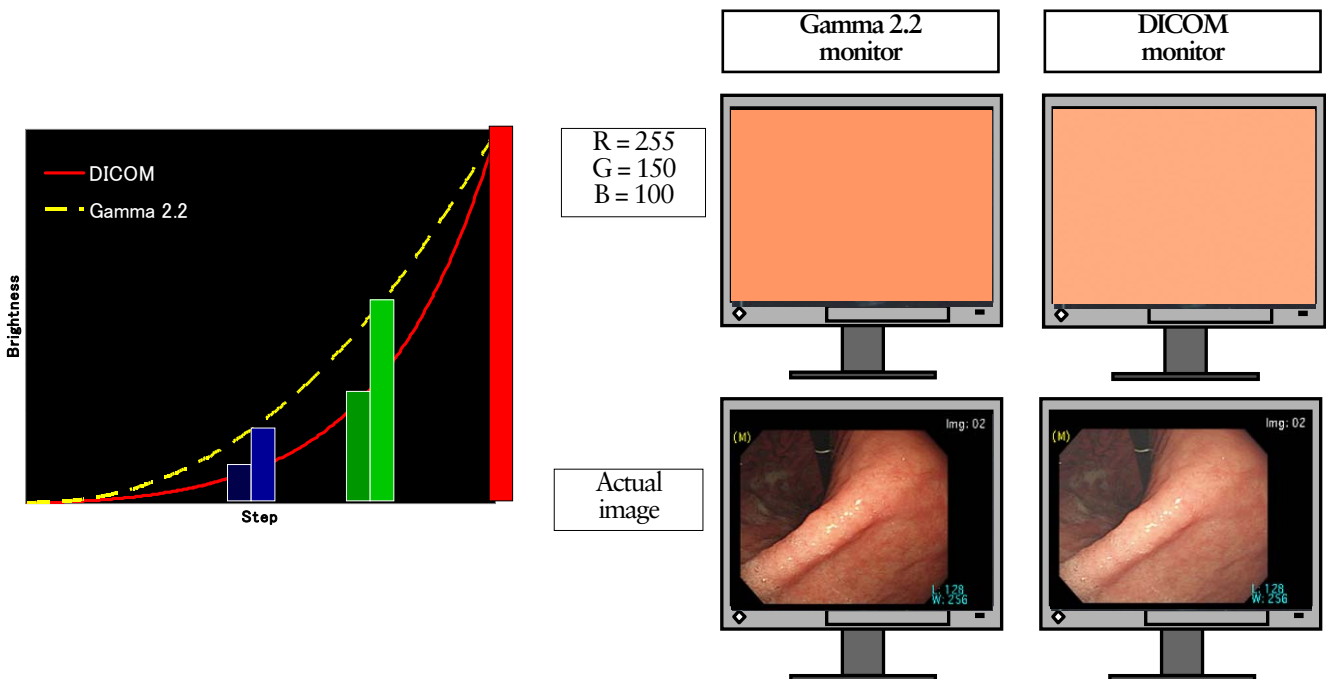 Gamma 2.2
monitor
DICOM
monitor
DICOM
Gamma 2.2
Brightness
Step
R = 255
G = 150
B = 100
Actual
image
(M)
Img: 02
L: 128
W: 256
(M)
Img: 02
L: 128
W: 256